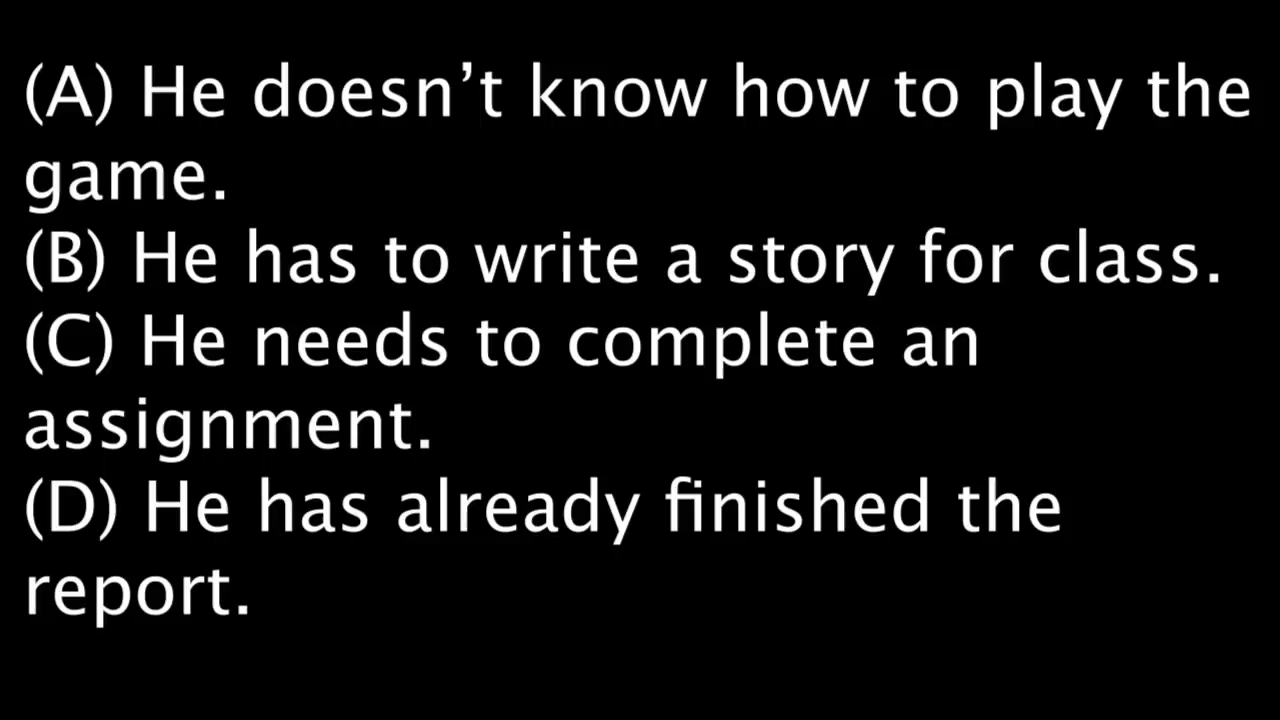 (A) He doesn’t know how to play the
game.
(B) He has to write a story for class.
(C) He needs to complete an
assignment.
(D) He has already finished the
report.